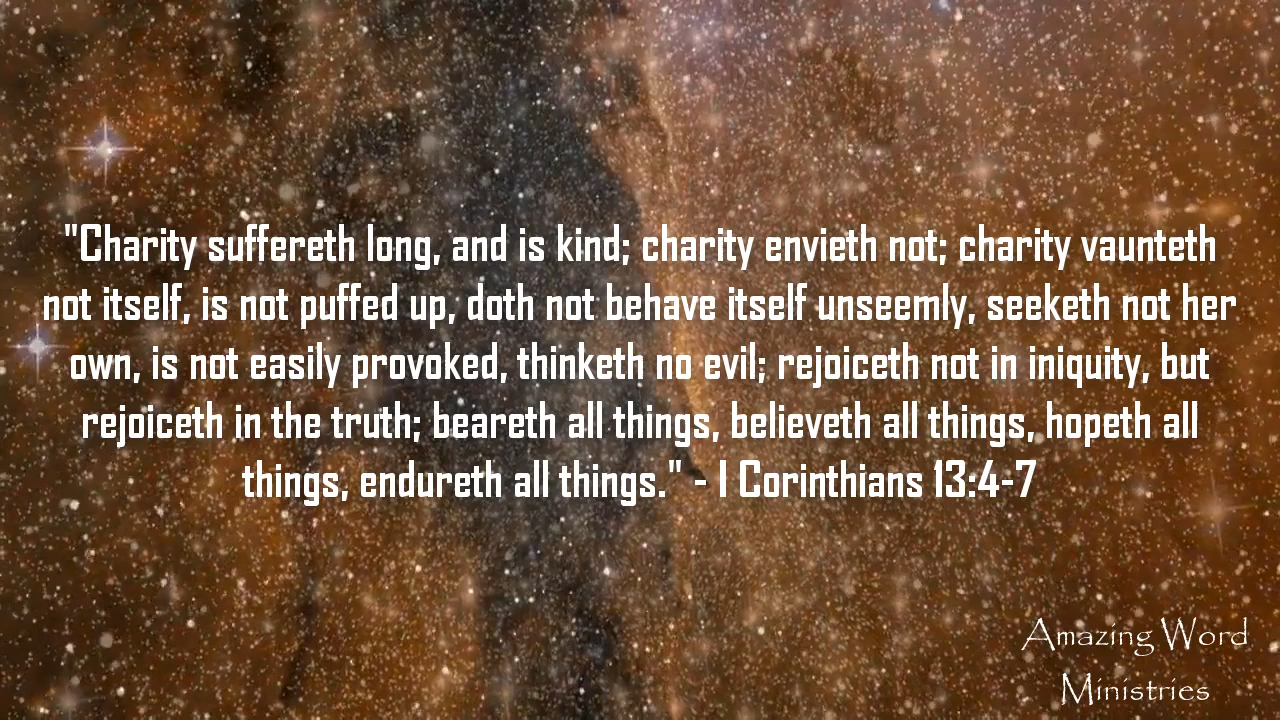 "Charity suffereth long, and is kind; charity envieth not; charity vaunteth
not itself, is not puffed up, doth not behave itself unseemly, seeketh not her
own, is not easily provoked, thinketh no evil; rejoiceth not in iniquity, but
rejoiceth in the truth; beareth all things, believeth all things, hopeth all
things, endureth all things." - I Corinthians 13:4-7
Amazing Word
Ministries